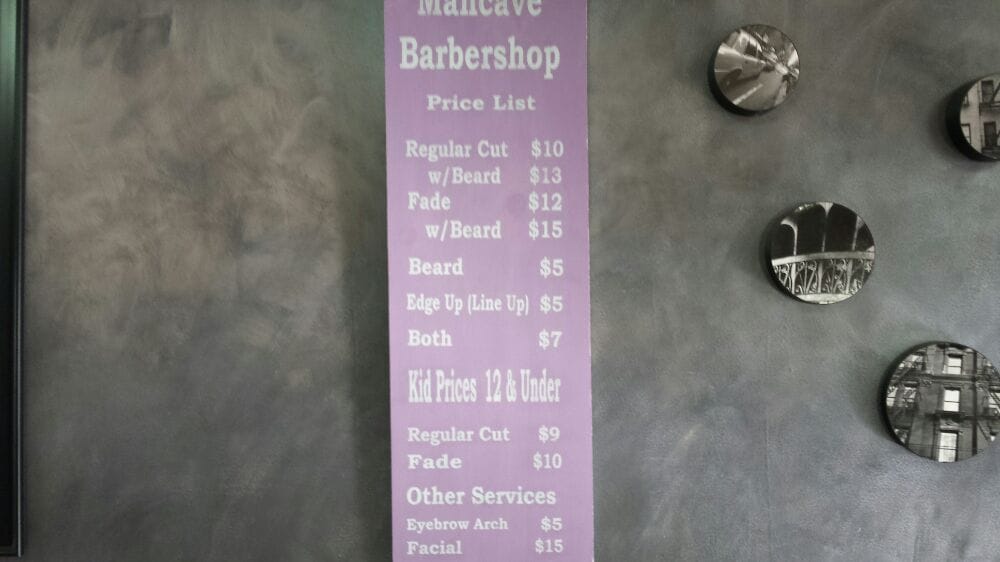 Mancave
Barbershop
Price List
Regular Cut $10
w/Beard $13
Fade $12
w/Beard $15
Beard $5
Edge Up (Line Up) $5
Both $7
Kid Prices 12 & Under
Regular Cut $9
Fade $10
Other Services
Eyebrow Arch $5
Facial $15